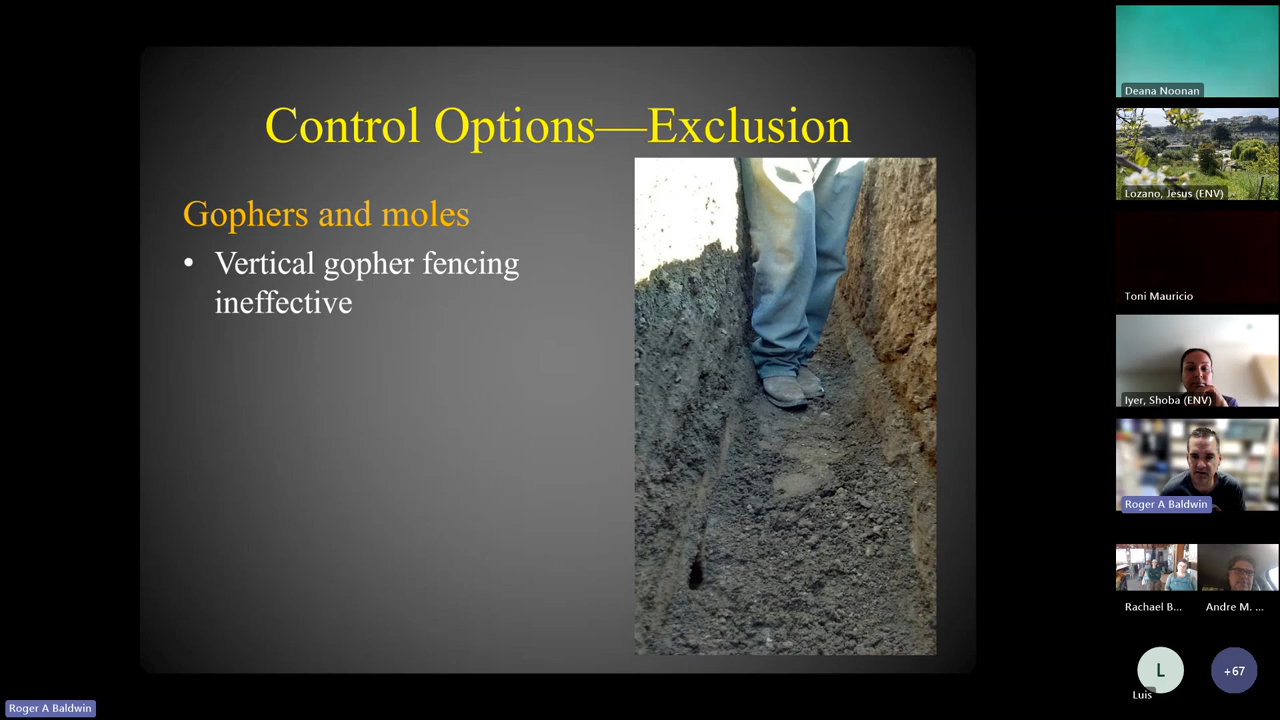 Control Options—Exclusion
Gophers and moles
• Vertical gopher fencing
ineffective
Deana Noonan
Lozano, Jesus (ENV)
Toni Mauricio
Iyer, Shoba (ENV)
Roger A Baldwin
Rachael B...
Andre M. ...
L
Luis
+67
Roger A Baldwin